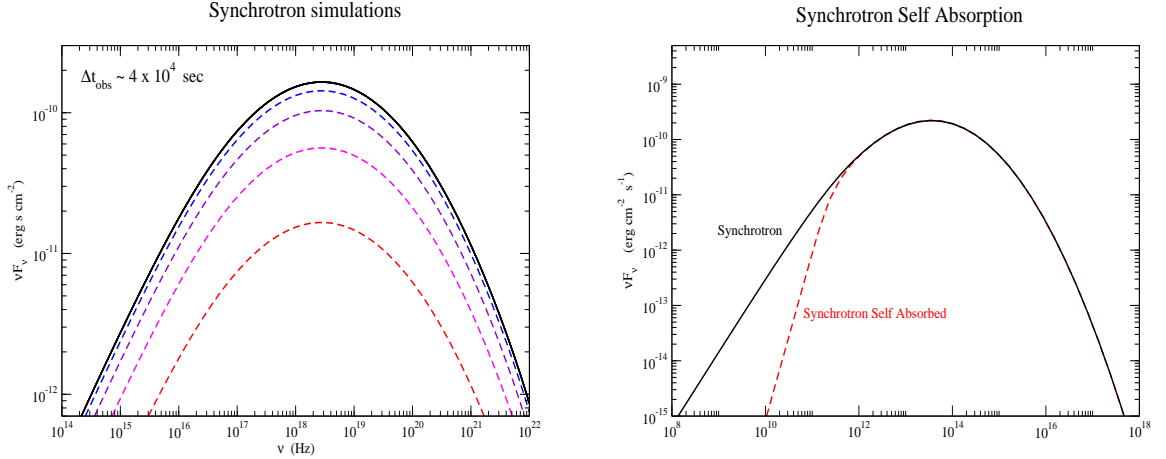 Synchrotron simulations
Δt_obs ~ 4 x 10^4 sec
νF_ν (erg s cm^-2)
10^-10
10^-11
10^-12
10^14 10^15 10^16 10^17 10^18 10^19 10^20 10^21 10^22
ν (Hz)
Synchrotron Self Absorption
νF_ν (erg cm^-2 s^-1)
10^-9
10^-10
10^-11
10^-12
10^-13
10^-14
10^-15
Synchrotron
Synchrotron Self Absorbed
10^8 10^10 10^12 10^14 10^16 10^18